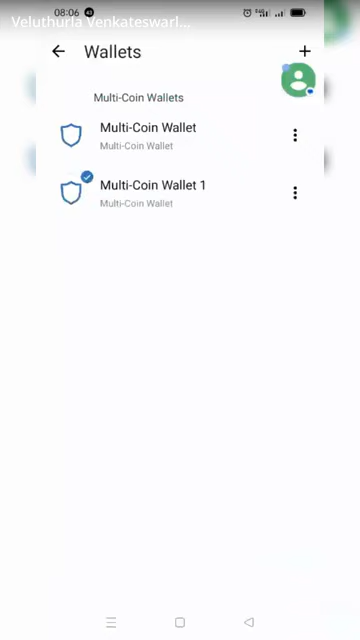 08:06
Veluthurla Venkateswarl...
Wallets
Multi-Coin Wallets
Multi-Coin Wallet
Multi-Coin Wallet
Multi-Coin Wallet 1
Multi-Coin Wallet